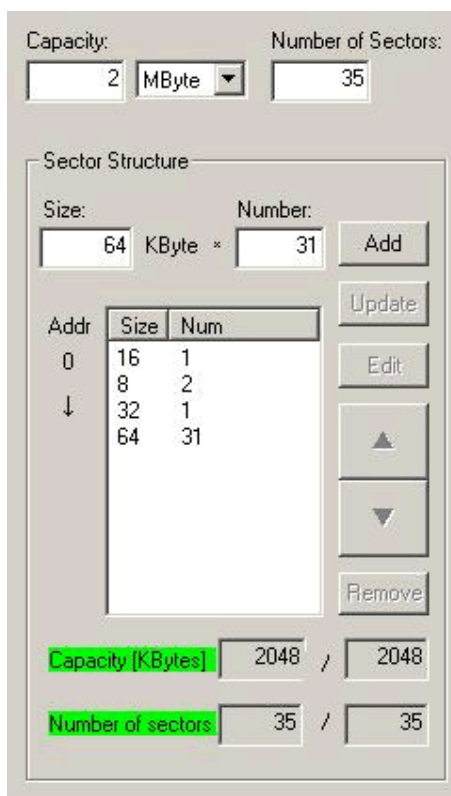 Capacity: Number of Sectors:
2 MByte 35
Sector Structure
Size: Number:
64 KByte * 31 Add
Update
Addr Size Num
0 16 1 Edit
8 2
↓ 32 1
64 31
Remove
Capacity [KBytes] 2048 / 2048
Number of sectors 35 / 35